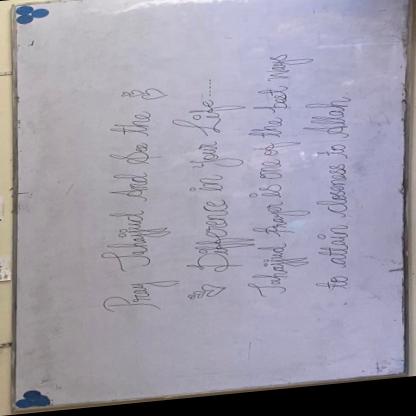 Pray Tahajjud And See the
Difference in Your Life....
Tahajjud Prayer is one of the best ways
to attain closeness to Allah